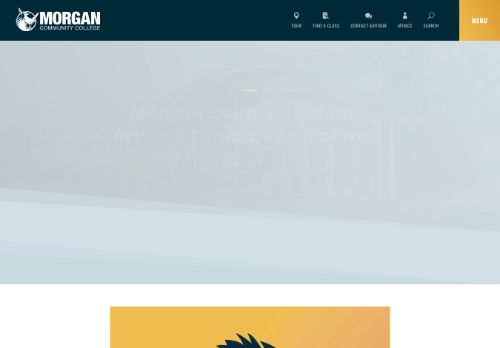 MORGAN
COMMUNITY COLLEGE
TOUR
FIND A CLASS
CONTACT ADVISOR
MYMCC
SEARCH
MENU
Morgan County Student
Artwork Exhibit: "Best of the
Best